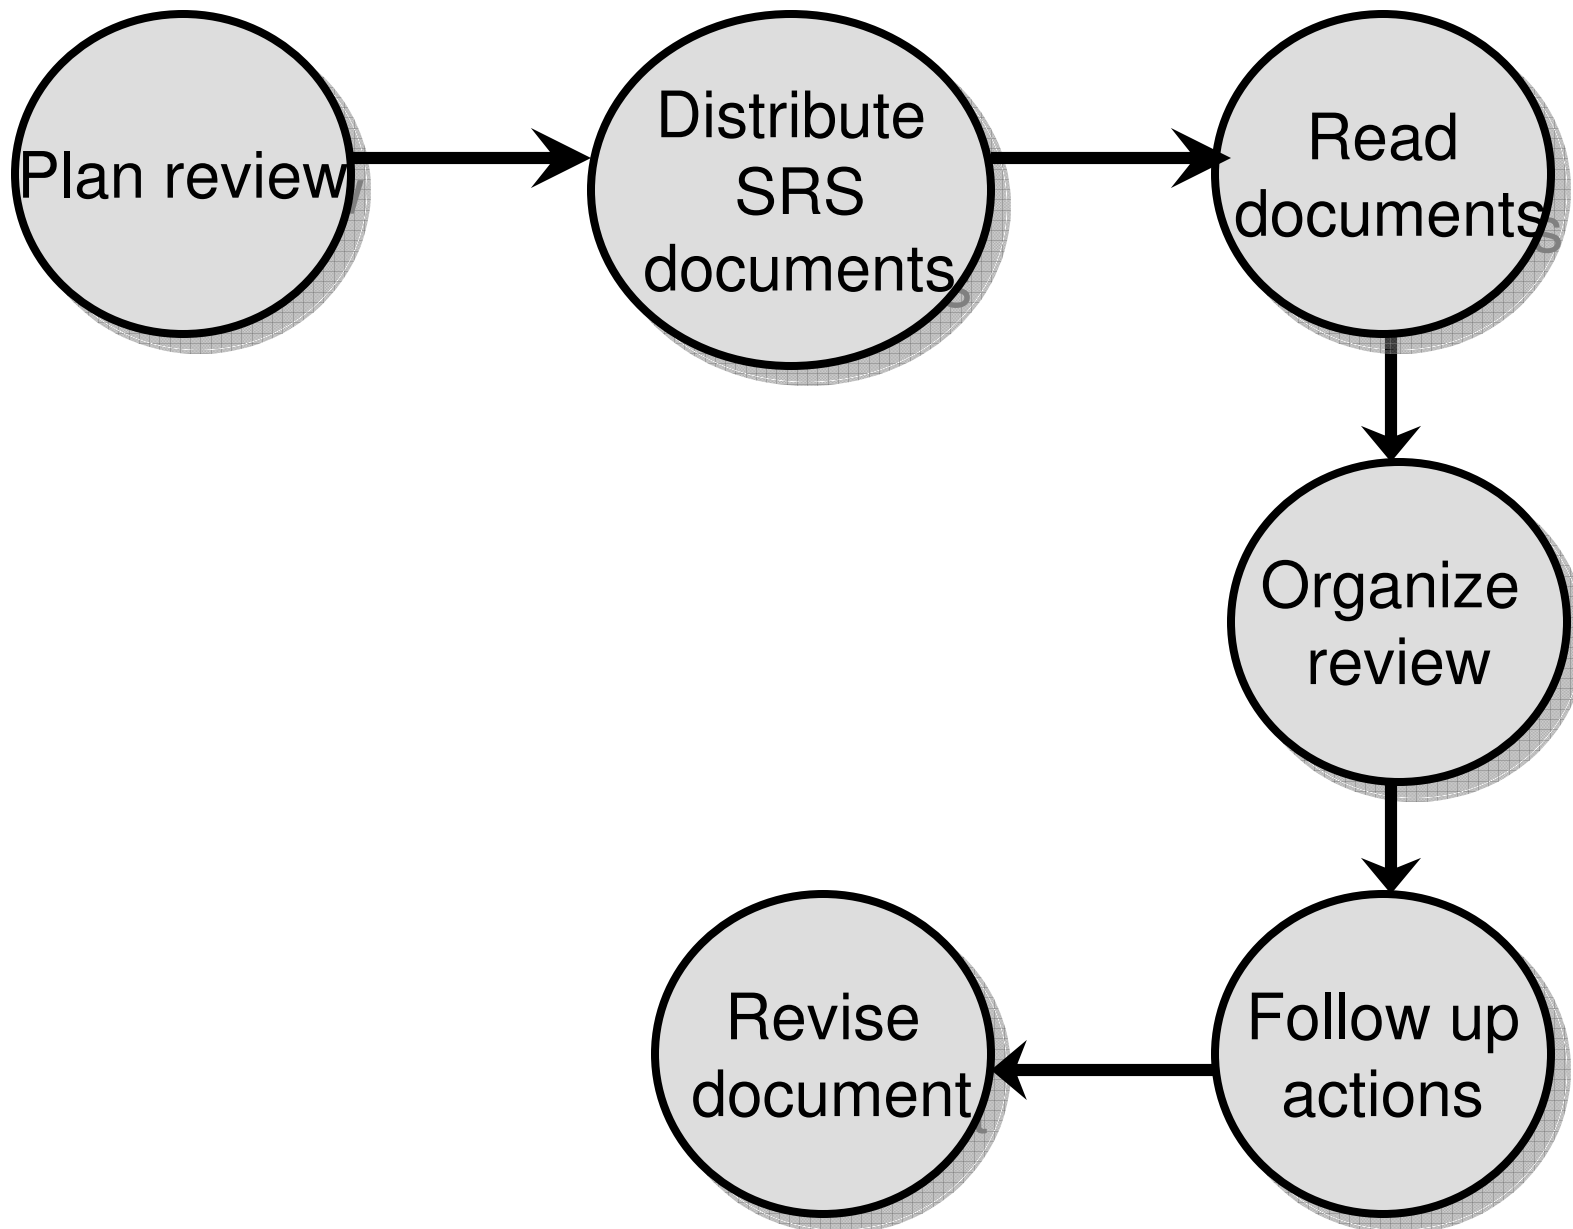 Plan review
Distribute
SRS
documents
Read
documents
Organize
review
Follow up
actions
Revise
document